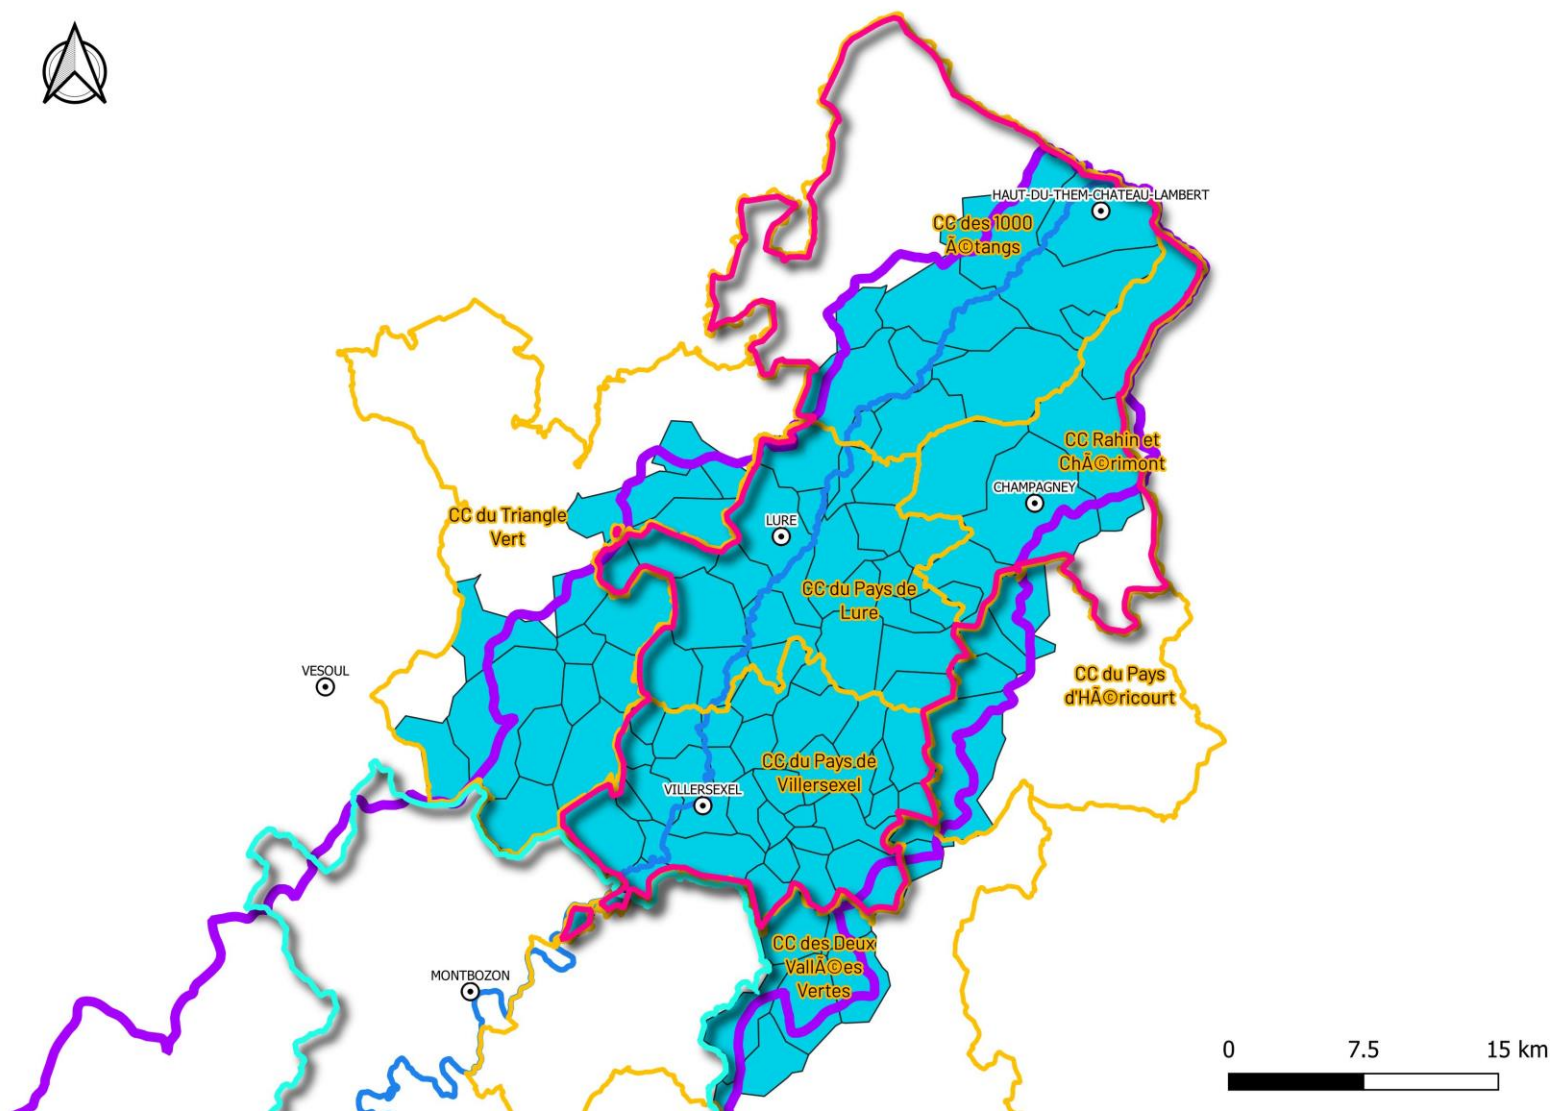 HAUT-DU-THEM-CHATEAU-LAMBERT
CC des 1000
Ã©tangs
CC Rahin et
ChÃ©rimont
CHAMPAGNEY
CC du Triangle
Vert
LURE
CC du Pays de
Lure
VESOUL
CC du Pays
d'HÃ©ricourt
CC du Pays de
Villersexel
VILLERSEXEL
CC des Deux
VallÃ©es
Vertes
MONTBOZON
0 7.5 15 km